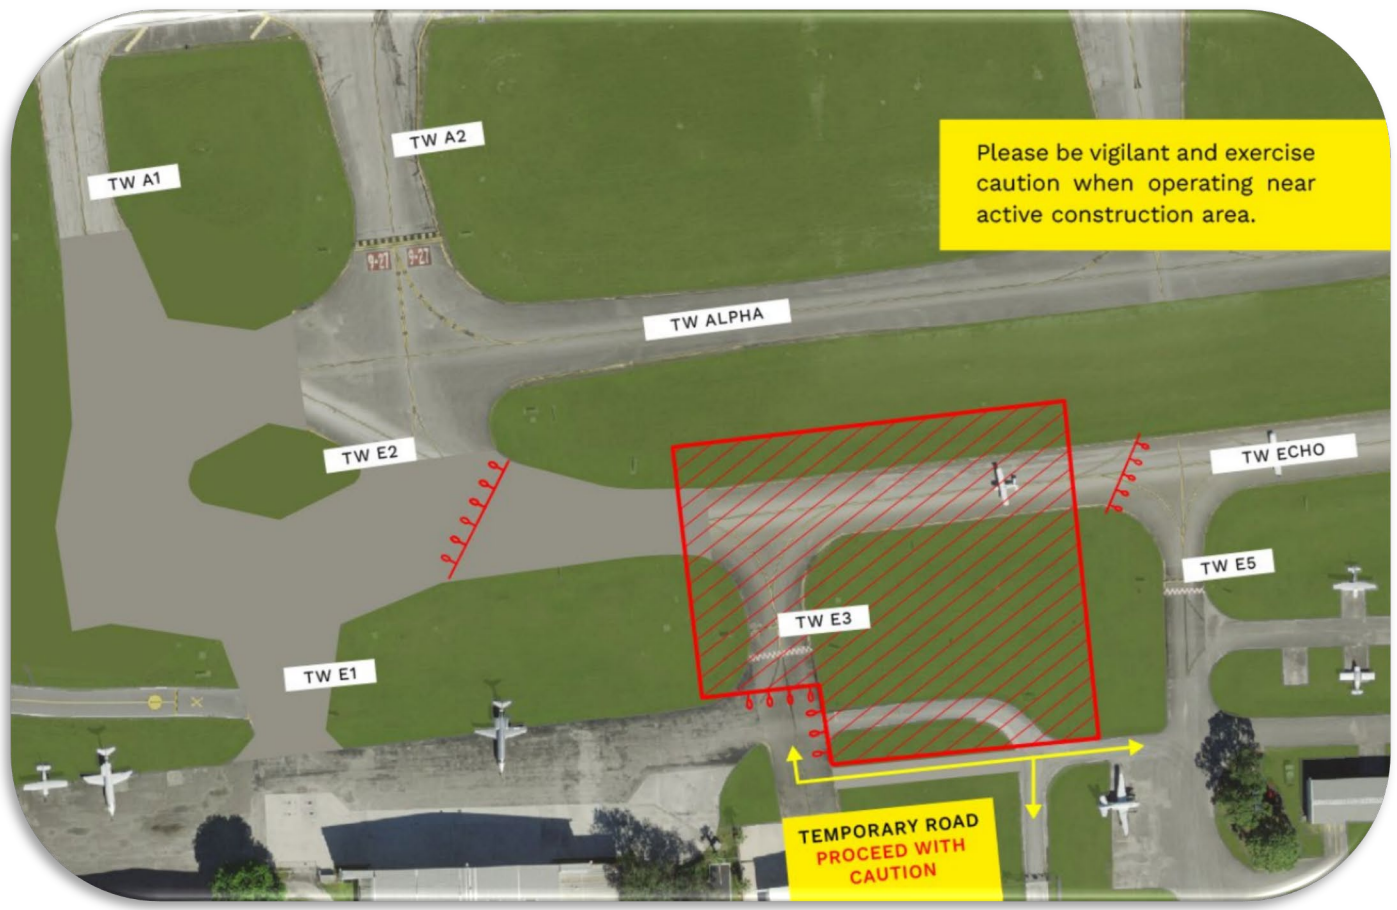 TW A2
TW A1
Please be vigilant and exercise
caution when operating near
active construction area.
9-27
9-27
TW ALPHA
TW E2
TW ECHO
TW E5
TW E3
TW E1
TEMPORARY ROAD
PROCEED WITH
CAUTION